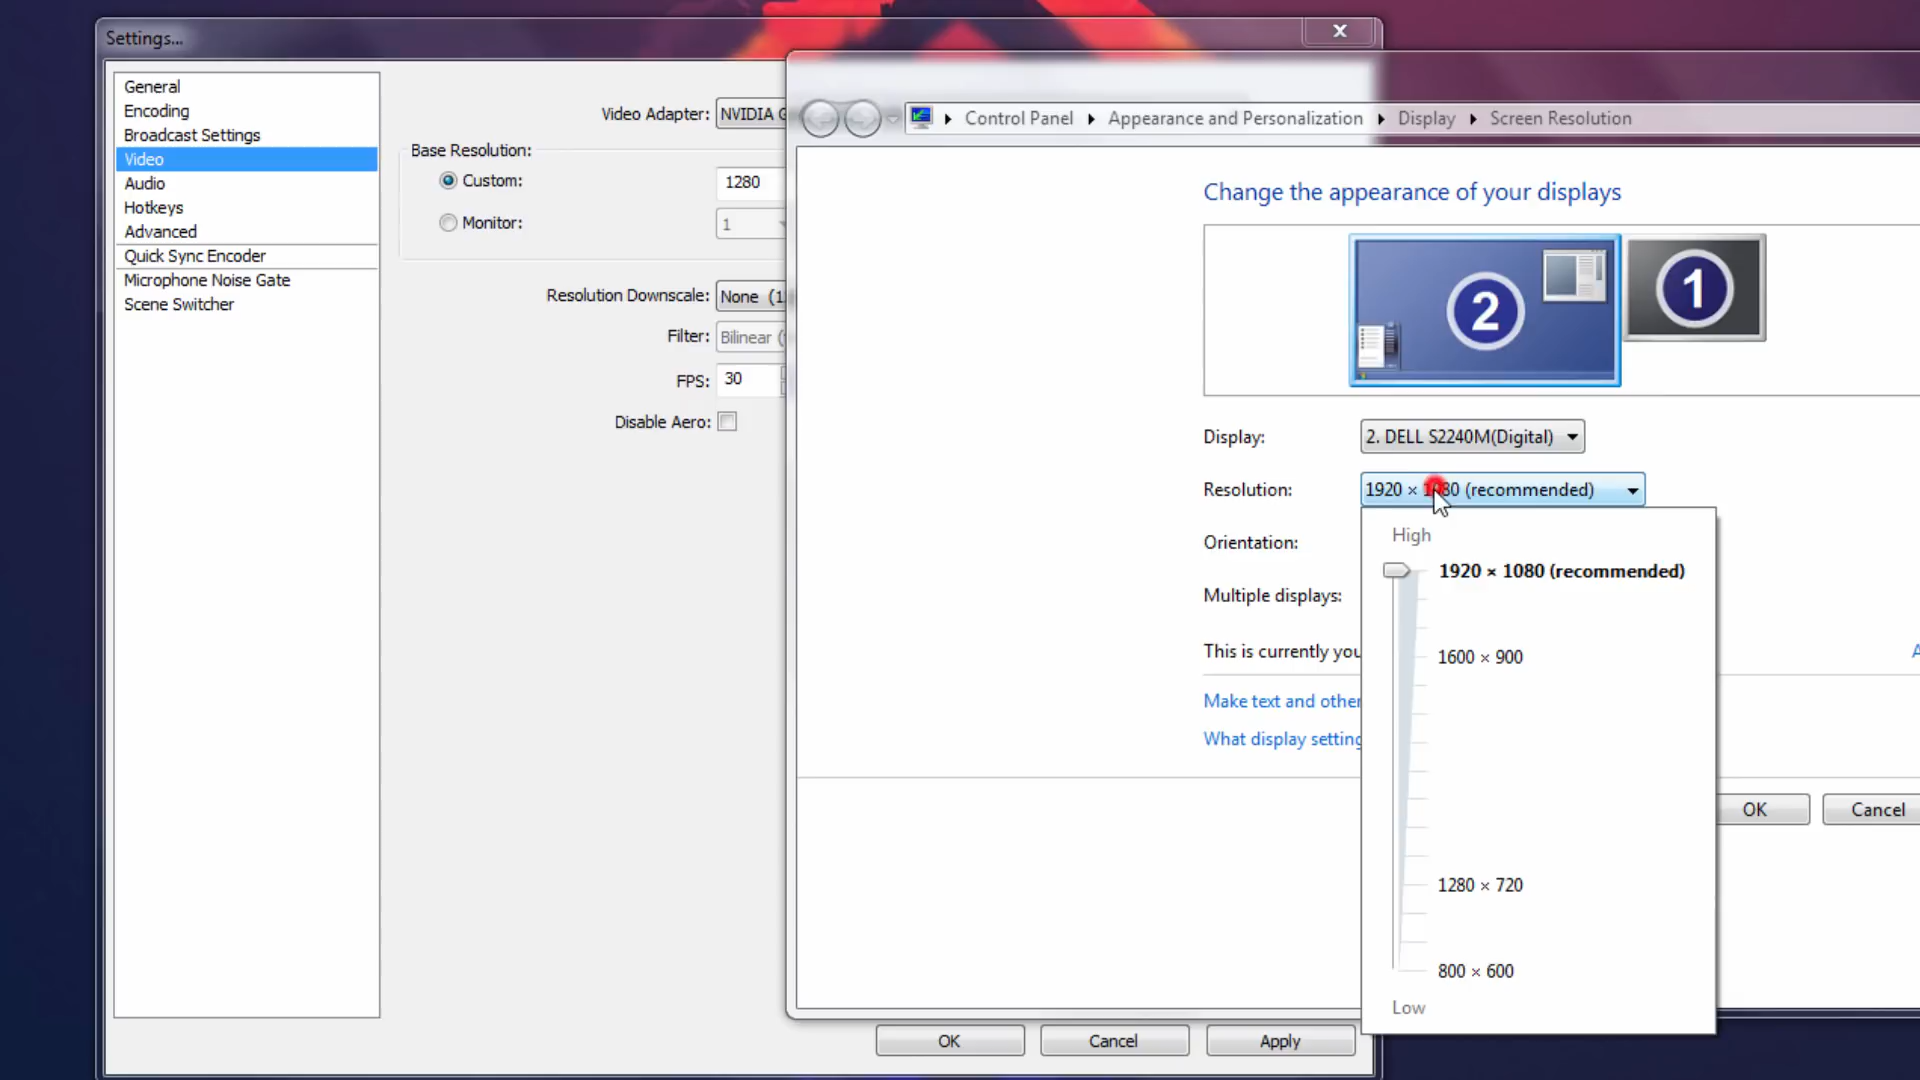 Settings...
General
Encoding
Broadcast Settings
Video
Audio
Hotkeys
Advanced
Quick Sync Encoder
Microphone Noise Gate
Scene Switcher
Video Adapter: NVIDIA
Base Resolution:
Custom: 1280
Monitor: 1
Resolution Downscale: None
Filter: Bilinear
FPS: 30
Disable Aero:
OK Cancel Apply
Control Panel Appearance and Personalization Display Screen Resolution
Change the appearance of your displays
2 1
Display: 2. DELL S2240M(Digital)
Resolution: 1920 × 1080 (recommended)
Orientation:
Multiple displays:
This is currently
Make text and other
What display
High
1920 × 1080 (recommended)
1600 × 900
1280 × 720
800 × 600
Low
OK Cancel